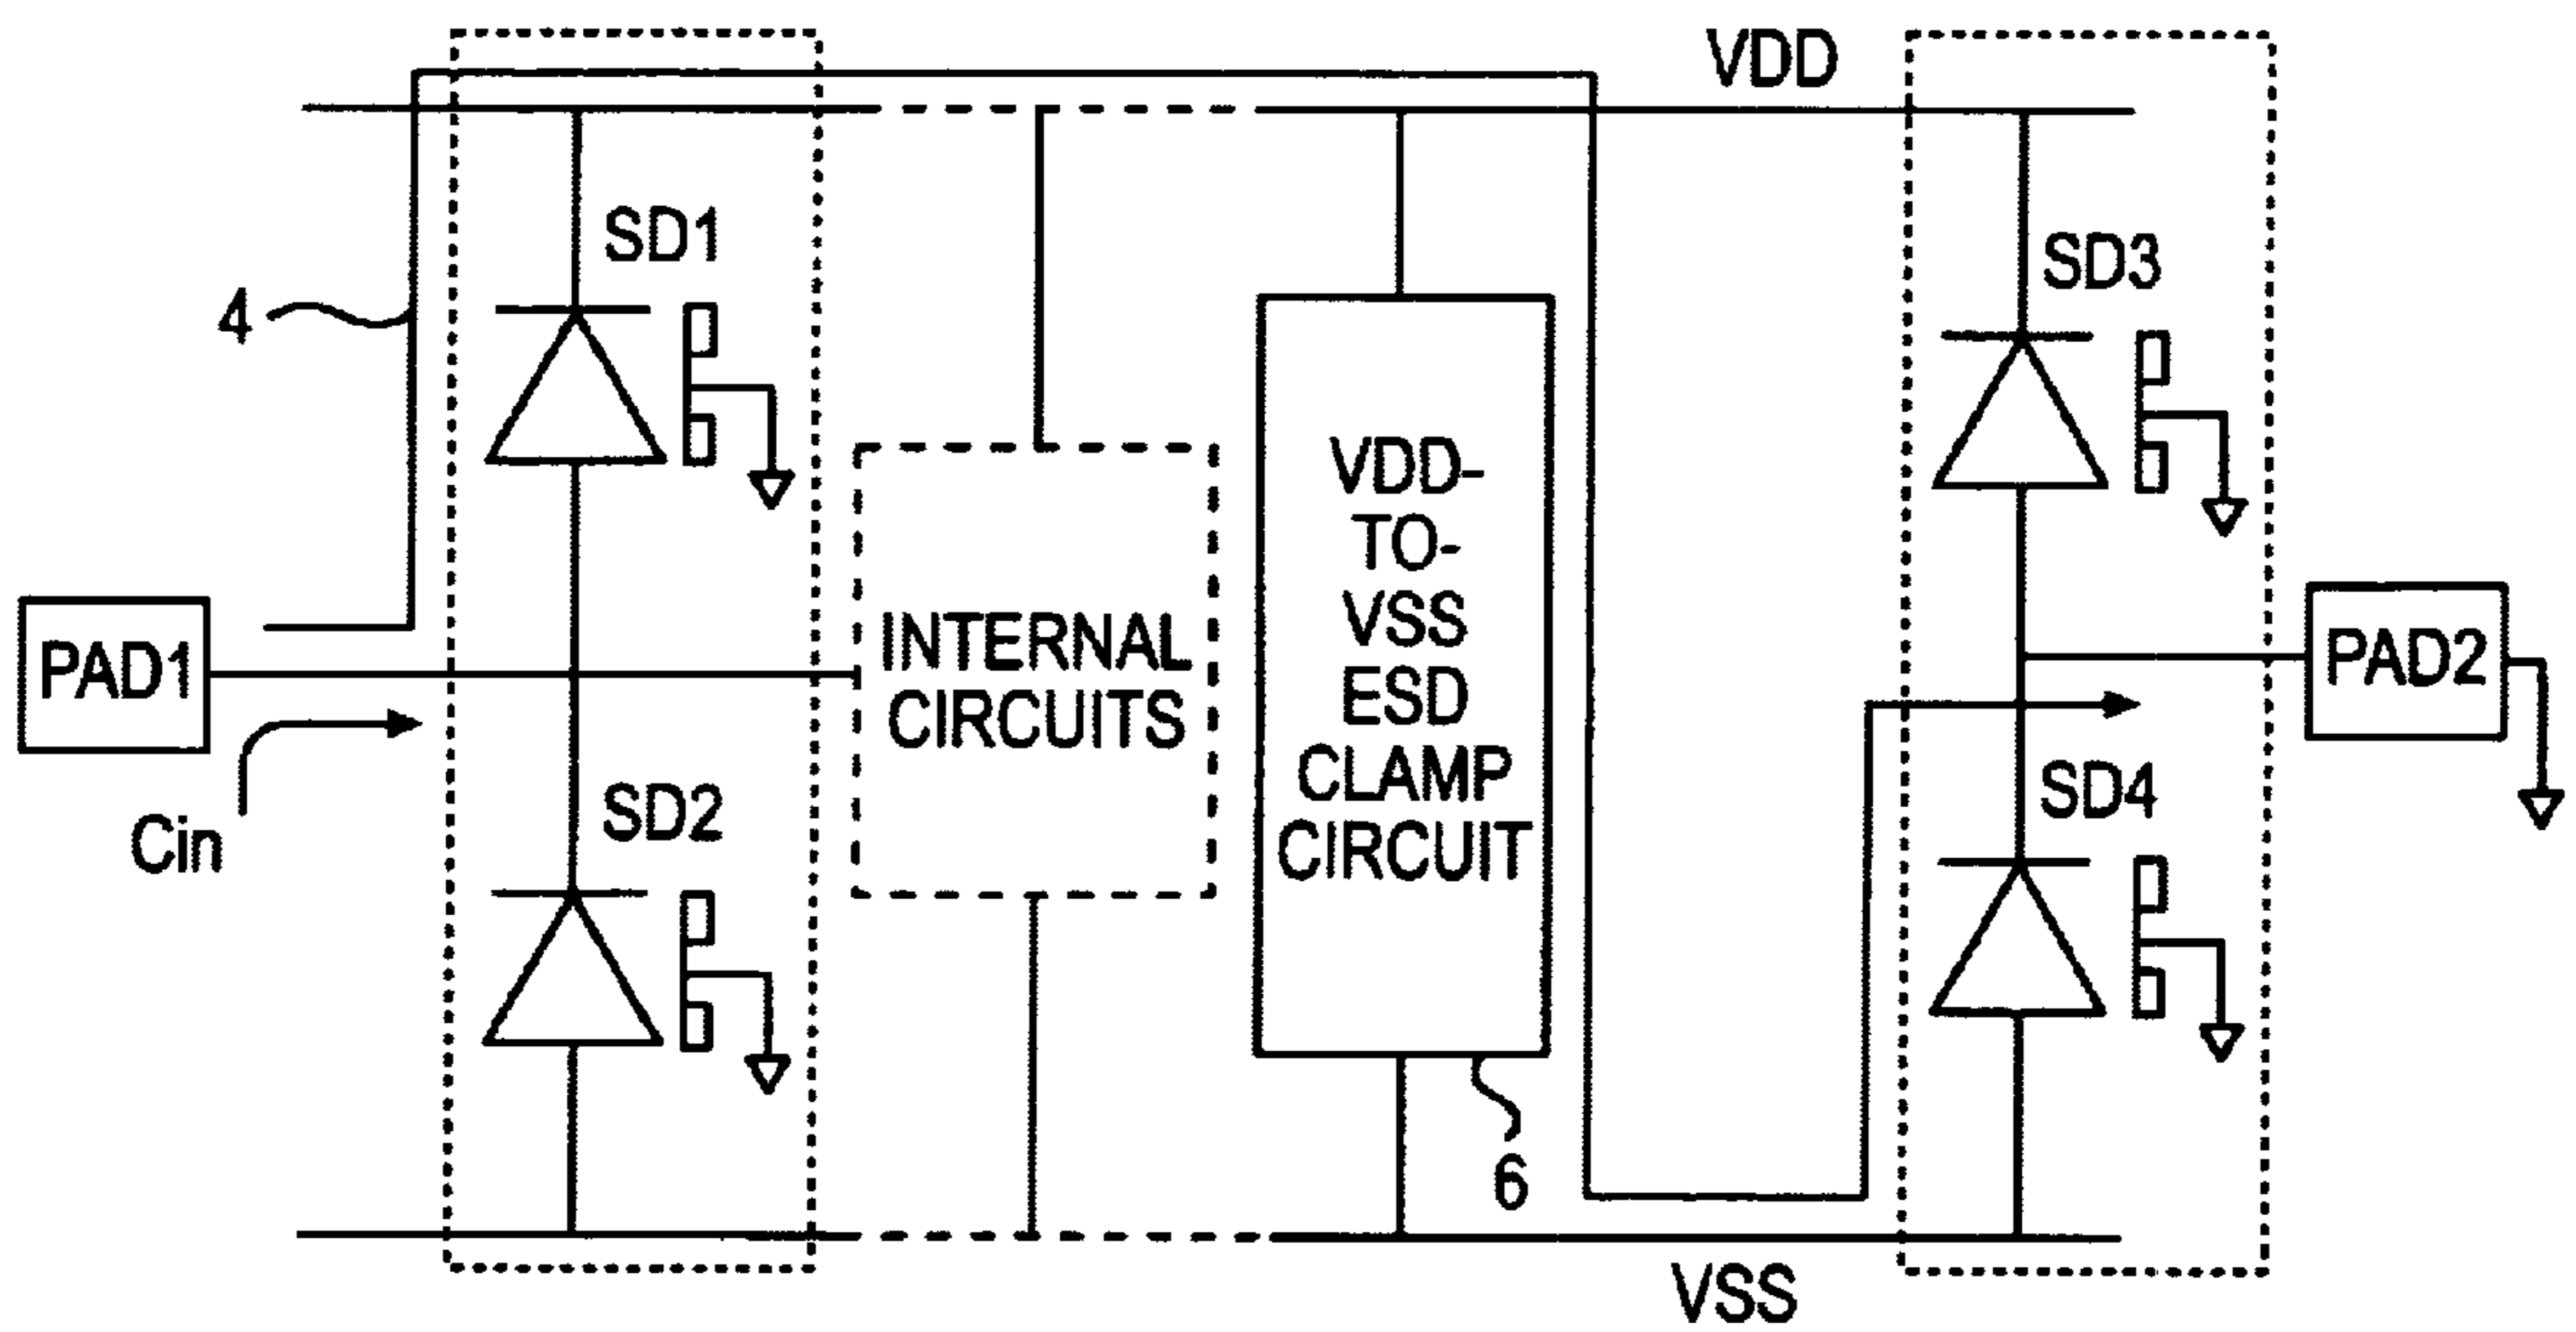 VDD
SD1
SD3
4
VDD-
TO-
VSS
ESD
CLAMP
CIRCUIT
INTERNAL
CIRCUITS
PAD1
PAD2
Cin
SD2
SD4
6
VSS